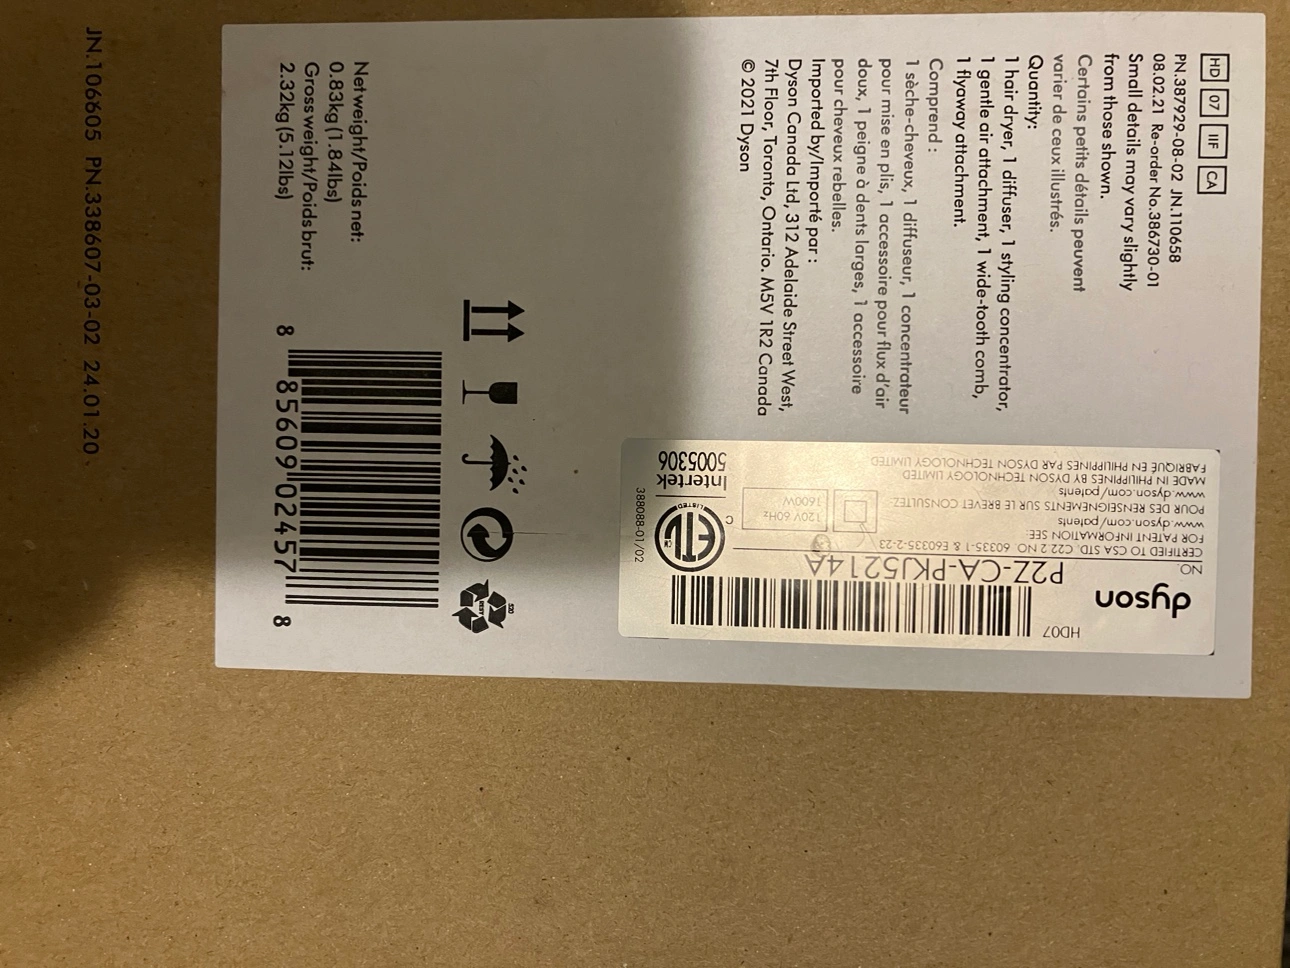 HD 07 IIF CA
PN.387929-08-02 JN.110658
08.02.21 Re-order No.386730-01
Small details may vary slightly
from those shown.
Certains petits détails peuvent
varier de ceux illustrés.
Quantity:
1 hair dryer, 1 diffuser, 1 styling concentrator,
1 gentle air attachment, 1 wide-tooth comb,
1 flyaway attachment.
Comprend :
1 sèche-cheveux, 1 diffuseur, 1 concentrateur
pour mise en plis, 1 accessoire pour flux d'air
doux, 1 peigne à dents larges, 1 accessoire
pour cheveux rebelles.
Imported by/Importé par :
Dyson Canada Ltd, 312 Adelaide Street West,
7th Floor, Toronto, Ontario. M5V 1R2 Canada
© 2021 Dyson
Net weight/Poids net:
0.83kg (1.84lbs)
Gross weight/Poids brut:
2.32kg (5.12lbs)
8 85609 02457 8
JN.106605 PN.338607-03-02 24.01.20
dyson
HD07
NO.
P2Z-CA-PKJ5214A
CERTIFIED TO CSA STD. C22.2 NO. 60335-1 & E60335-2-23
FOR PATENT INFORMATION SEE:
www.dyson.com/patents
POUR DES RENSEIGNEMENTS SUR LE BREVET CONSULTEZ:
www.dyson.com/patents
MADE IN PHILIPPINES BY DYSON TECHNOLOGY LIMITED
FABRIQUÉ EN PHILIPPINES PAR DYSON TECHNOLOGY LIMITED
120V 60Hz
1600W
C
ETL
CM
LISTED
Intertek
5005306
388088-01/02